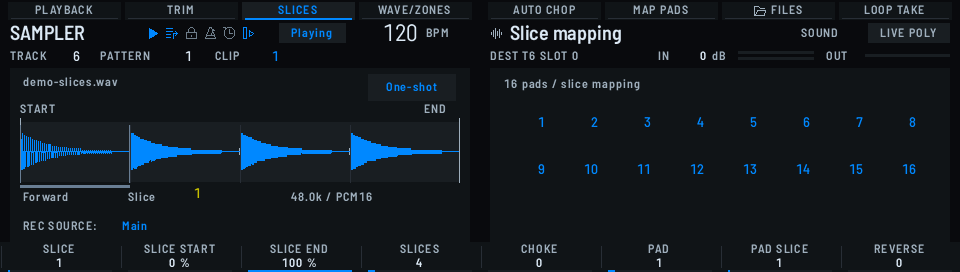 PLAYBACK TRIM SLICES WAVE/ZONES AUTO CHOP MAP PADS FILES LOOP TAKE
SAMPLER Playing 120 BPM Slice mapping SOUND LIVE POLY
TRACK 6 PATTERN 1 CLIP 1 DEST T6 SLOT 0 IN 0 dB OUT
demo-slices.wav One-shot 16 pads / slice mapping
START END
1 2 3 4 5 6 7 8
9 10 11 12 13 14 15 16
Forward Slice 1 48.0k / PCM16
REC SOURCE: Main
SLICE SLICE START SLICE END SLICES CHOKE PAD PAD SLICE REVERSE
1 0 % 100 % 4 0 1 1 0